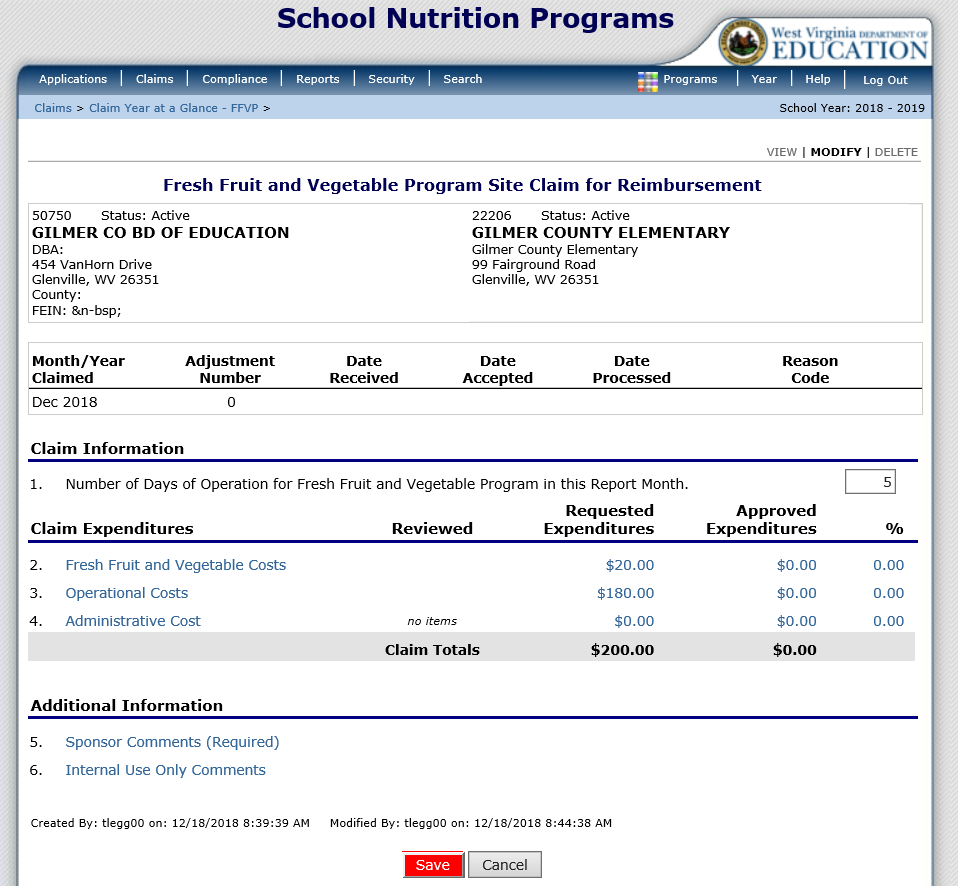 School Nutrition Programs
West Virginia DEPARTMENT OF
EDUCATION
Applications Claims Compliance Reports Security Search Programs Year Help Log Out
Claims > Claim Year at a Glance - FFVP > School Year: 2018 - 2019
VIEW | MODIFY | DELETE
Fresh Fruit and Vegetable Program Site Claim for Reimbursement
50750 Status: Active 22206 Status: Active
GILMER CO BD OF EDUCATION GILMER COUNTY ELEMENTARY
DBA: Gilmer County Elementary
454 VanHorn Drive 99 Fairground Road
Glenville, WV 26351 Glenville, WV 26351
County:
FEIN: &n-bsp;
Month/Year Adjustment Date Date Date Reason
Claimed Number Received Accepted Processed Code
Dec 2018 0
Claim Information
1. Number of Days of Operation for Fresh Fruit and Vegetable Program in this Report Month. 5
Requested Approved
Claim Expenditures Reviewed Expenditures Expenditures %
2. Fresh Fruit and Vegetable Costs $20.00 $0.00 0.00
3. Operational Costs $180.00 $0.00 0.00
4. Administrative Cost no items $0.00 $0.00 0.00
Claim Totals $200.00 $0.00
Additional Information
5. Sponsor Comments (Required)
6. Internal Use Only Comments
Created By: tlegg00 on: 12/18/2018 8:39:39 AM Modified By: tlegg00 on: 12/18/2018 8:44:38 AM
Save Cancel